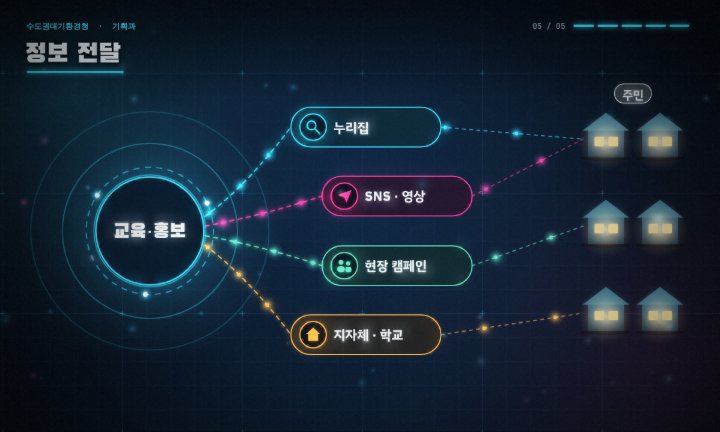 수도권대기환경청 · 기획과
05 / 05
정보 전달
주민
누리집
SNS · 영상
교육·홍보
현장 캠페인
지자체 · 학교